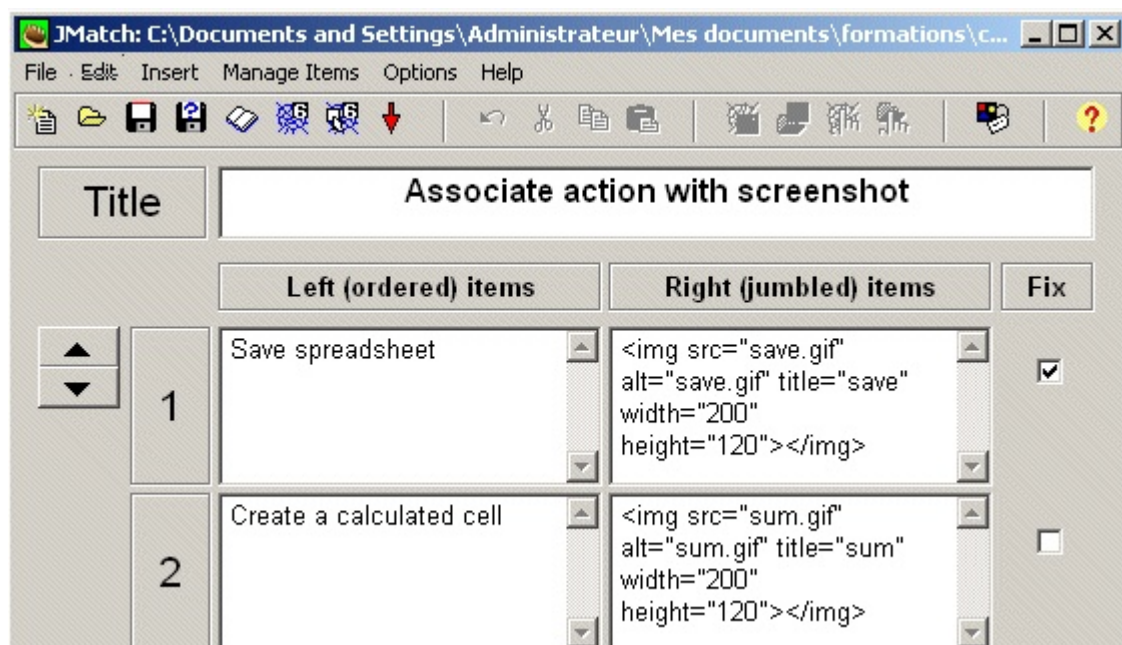 JMatch: C:\Documents and Settings\Administrateur\Mes documents\formations\c...
File Edit Insert Manage Items Options Help
Title
Associate action with screenshot
Left (ordered) items
Right (jumbled) items
Fix
1
Save spreadsheet
<img src="save.gif"
alt="save.gif" title="save"
width="200"
height="120"></img>
2
Create a calculated cell
<img src="sum.gif"
alt="sum.gif" title="sum"
width="200"
height="120"></img>